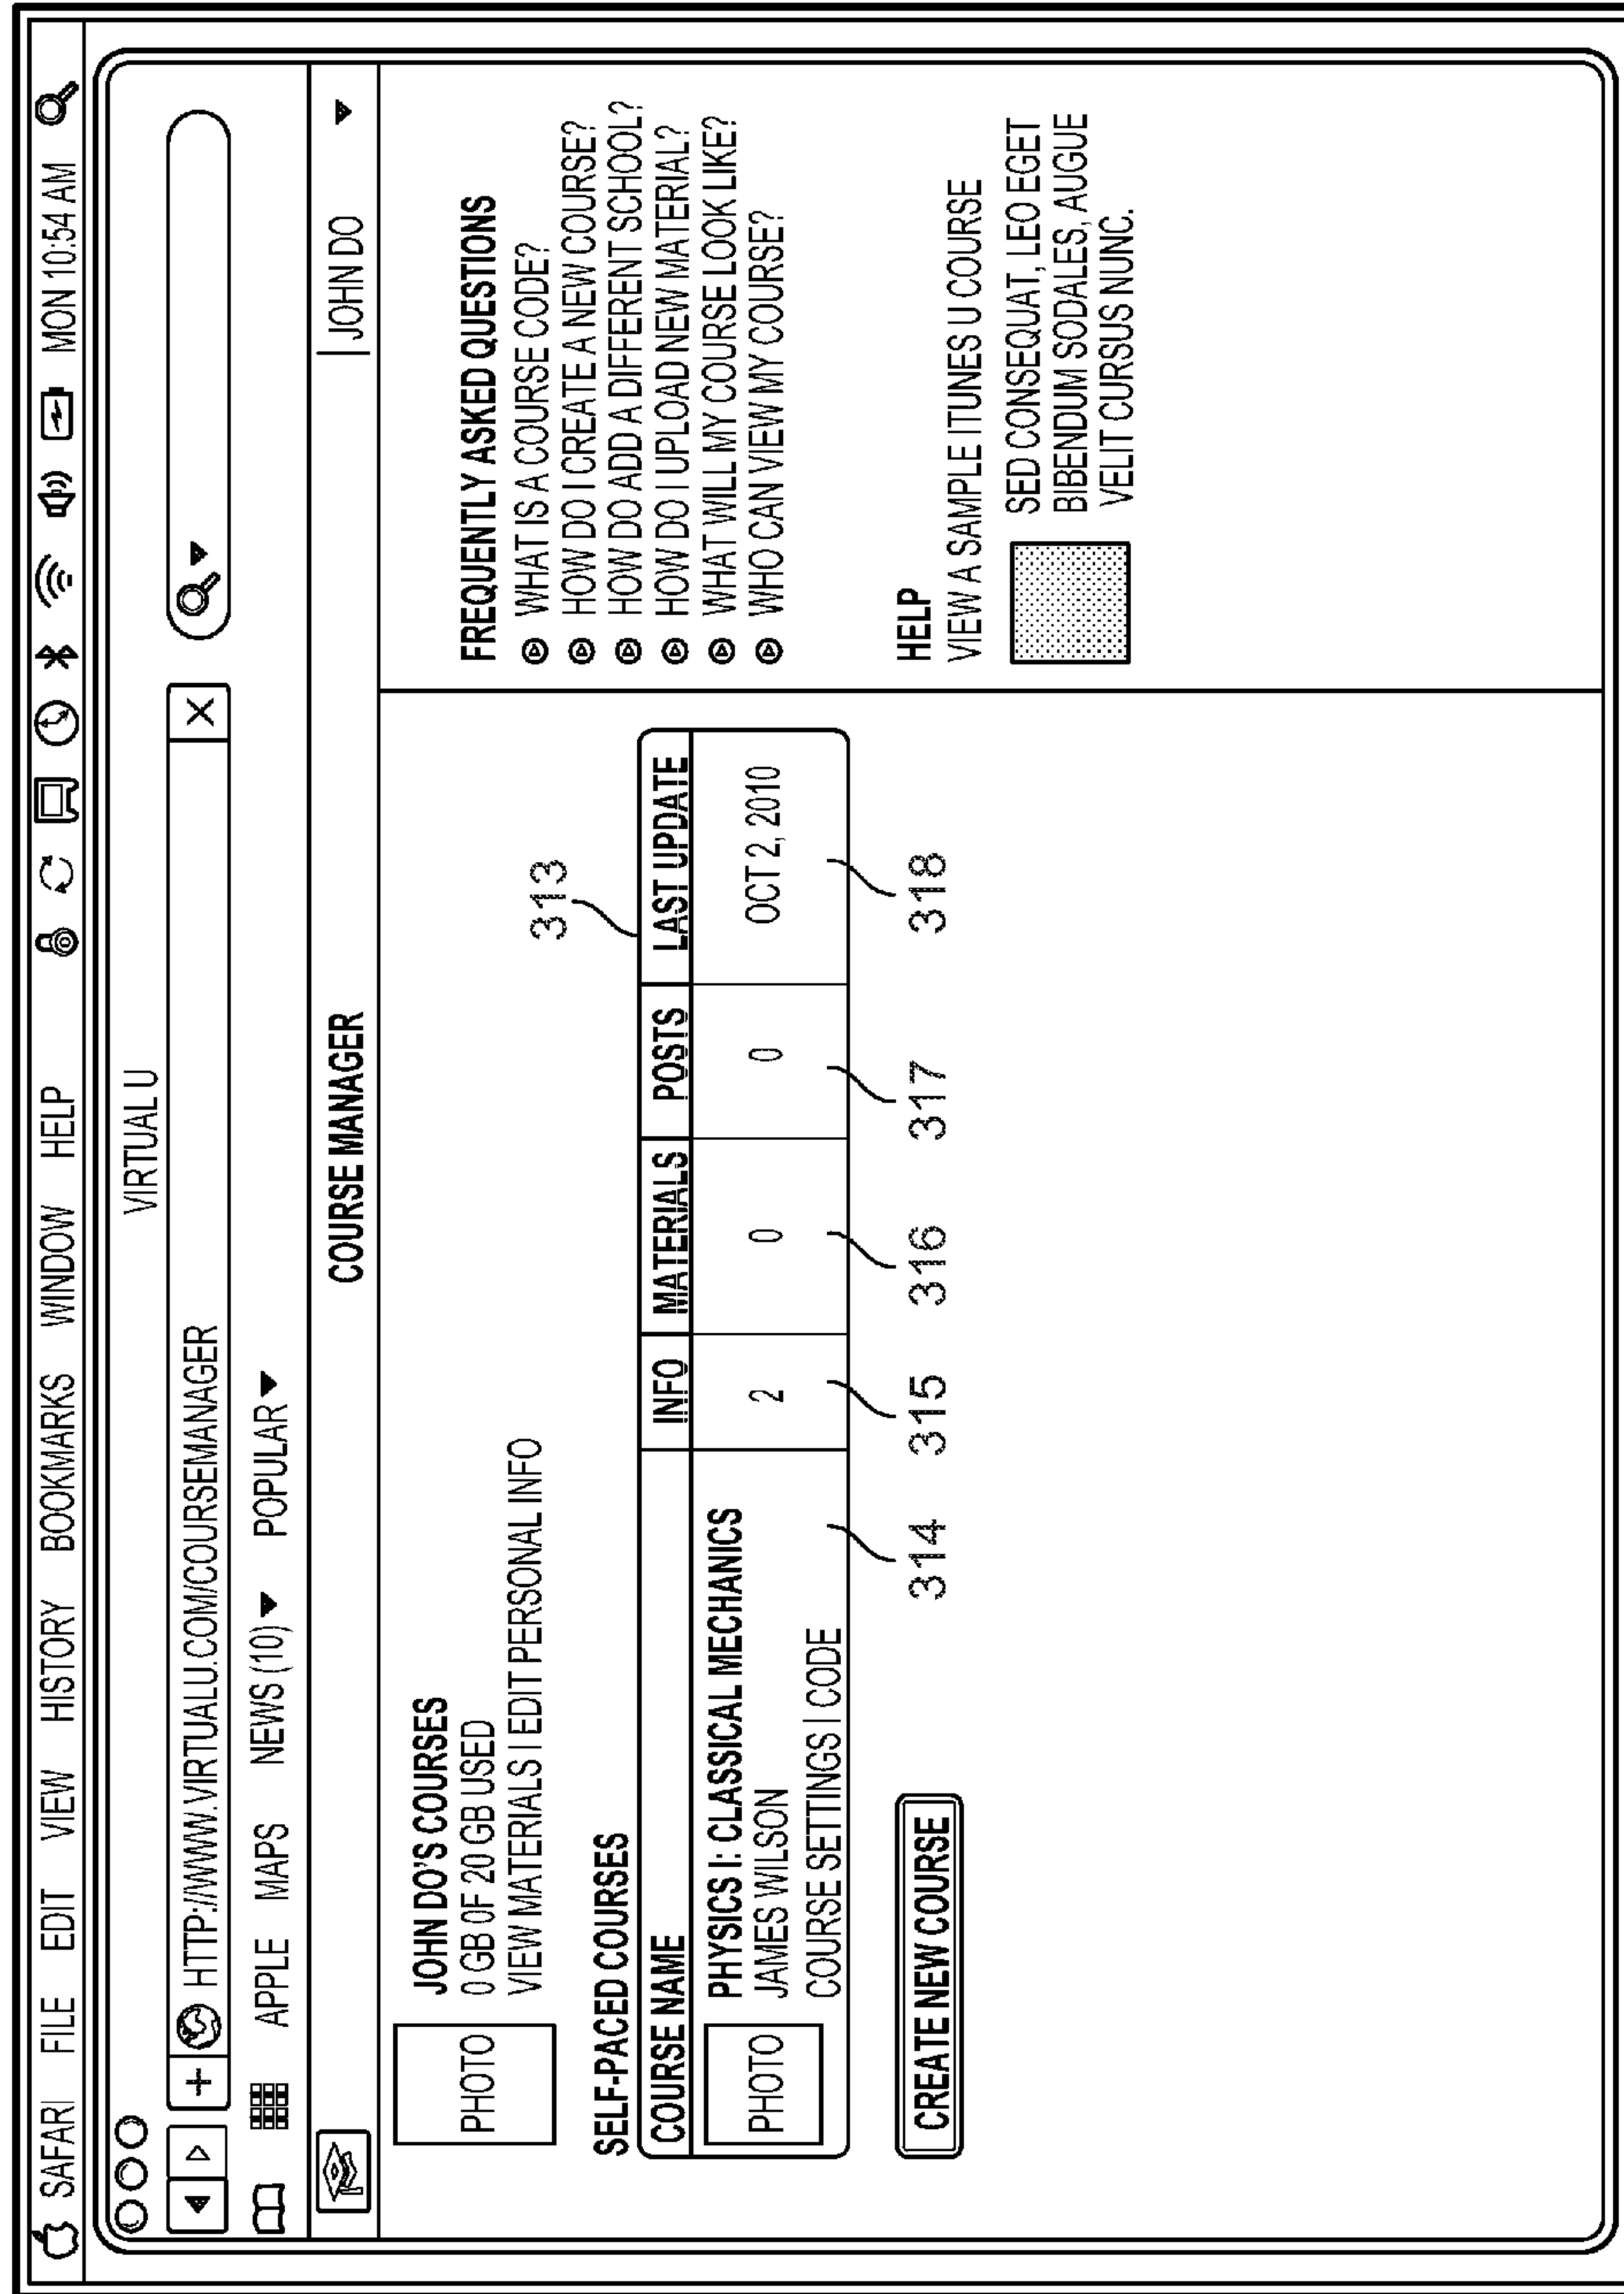 SAFARI FILE EDIT VIEW HISTORY BOOKMARKS WINDOW HELP MON 10:54 AM
VIRTUAL U
+ HTTP://WWW.VIRTUALU.COM/COURSEMANAGER X
APPLE MAPS NEWS (10) POPULAR
COURSE MANAGER
| JOHN DO
PHOTO
JOHN DO'S COURSES
0 GB OF 20 GB USED
VIEW MATERIALS | EDIT PERSONAL INFO
313
SELF-PACED COURSES
COURSE NAME INFO MATERIALS POSTS LAST UPDATE
PHOTO
PHYSICS I: CLASSICAL MECHANICS
JAMES WILSON
COURSE SETTINGS | CODE
2 0 0 OCT 2, 2010
314 315 316 317 318
CREATE NEW COURSE
FREQUENTLY ASKED QUESTIONS
WHAT IS A COURSE CODE?
HOW DO I CREATE A NEW COURSE?
HOW DO ADD A DIFFERENT SCHOOL?
HOW DO I UPLOAD NEW MATERIAL?
WHAT WILL MY COURSE LOOK LIKE?
WHO CAN VIEW MY COURSE?
HELP
VIEW A SAMPLE ITUNES U COURSE
SED CONSEQUAT, LEO EGET
BIBENDUM SODALES, AUGUE
VELIT CURSUS NUNC.